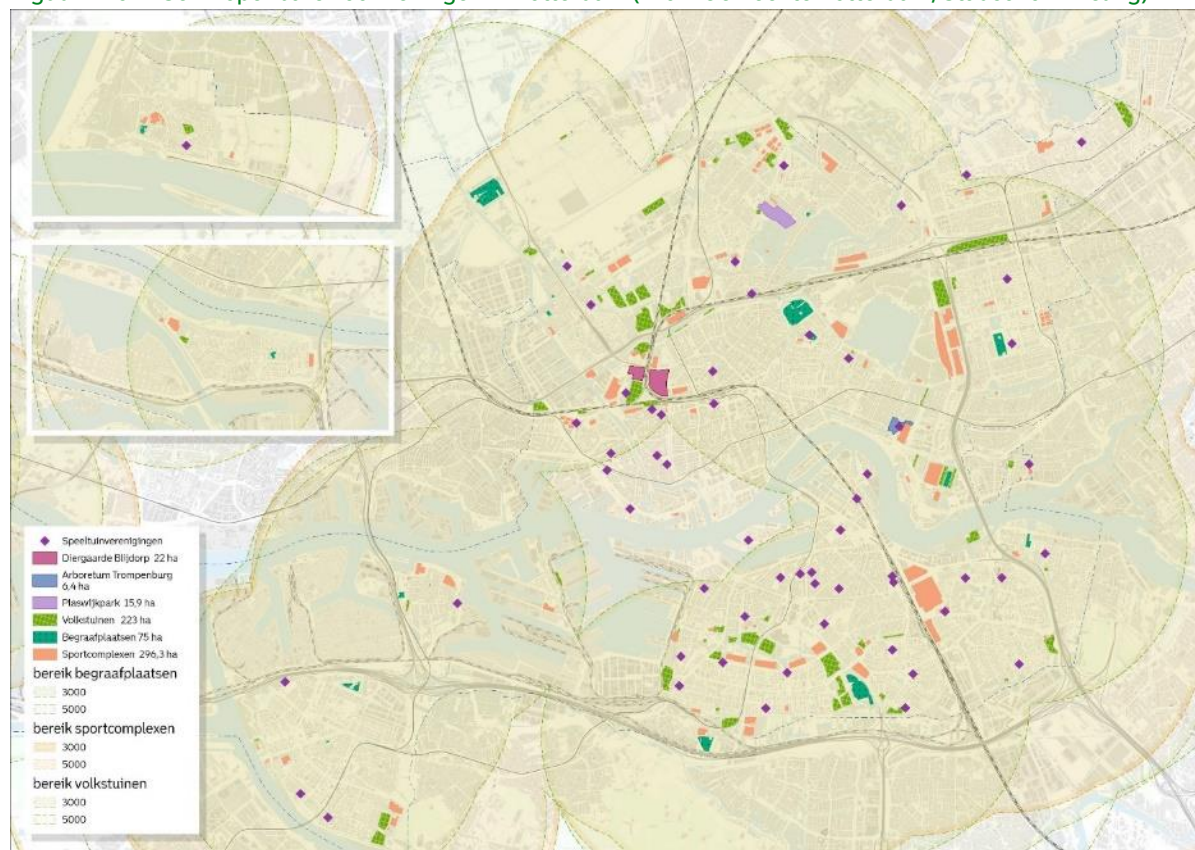 Speeltuinverenigingen
Diergaarde Blijdorp 22 ha
Arboretum Trompenburg
6,4 ha
Plaswijkpark 15,9 ha
Volkstuinen 223 ha
Begraafplaatsen 75 ha
Sportcomplexen 296,3 ha
bereik begraafplaatsen
3000
5000
bereik sportcomplexen
3000
5000
bereik volkstuinen
3000
5000